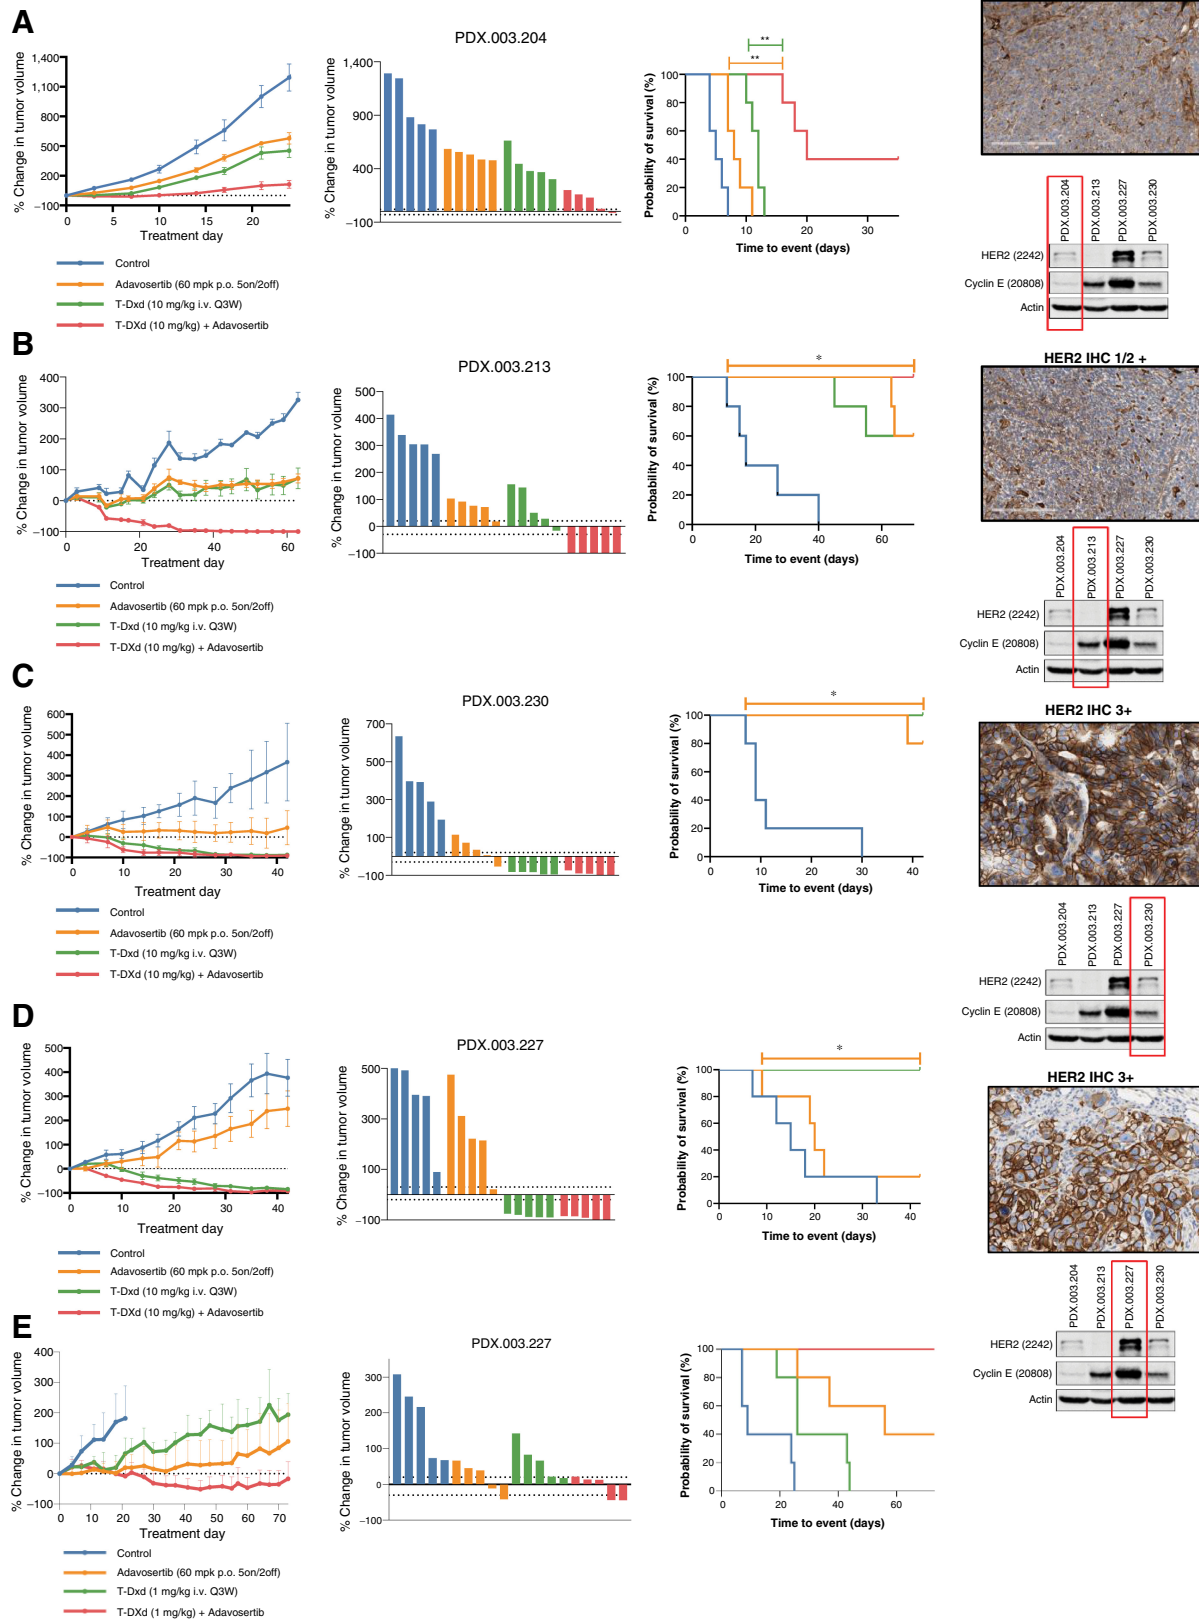 A
PDX.003.204
% Change in tumor volume
1,400
1,100
800
500
200
−100
0
5
10
15
20
Treatment day
% Change in tumor volume
1,400
900
400
−100
**
**
Probability of survival (%)
100
80
60
40
20
0
0
10
20
30
Time to event (days)
Control
Adavosertib (60 mpk p.o. 5on/2off)
T-Dxd (10 mg/kg i.v. Q3W)
T-DXd (10 mg/kg) + Adavosertib
PDX.003.204
PDX.003.213
PDX.003.227
PDX.003.230
HER2 (2242)
Cyclin E (20808)
Actin
B
PDX.003.213
% Change in tumor volume
400
300
200
100
0
−100
0
20
40
60
Treatment day
% Change in tumor volume
500
400
300
200
100
0
−100
*
Probability of survival (%)
100
80
60
40
20
0
0
20
40
60
Time to event (days)
Control
Adavosertib (60 mpk p.o. 5on/2off)
T-Dxd (10 mg/kg i.v. Q3W)
T-DXd (10 mg/kg) + Adavosertib
HER2 IHC 1/2 +
PDX.003.204
PDX.003.213
PDX.003.227
PDX.003.230
HER2 (2242)
Cyclin E (20808)
Actin
C
PDX.003.230
% Change in tumor volume
600
500
400
300
200
100
0
−100
0
10
20
30
40
Treatment day
% Change in tumor volume
700
500
300
100
−100
*
Probability of survival (%)
100
80
60
40
20
0
0
10
20
30
40
Time to event (days)
Control
Adavosertib (60 mpk p.o. 5on/2off)
T-Dxd (10 mg/kg i.v. Q3W)
T-DXd (10 mg/kg) + Adavosertib
HER2 IHC 3+
PDX.003.204
PDX.003.213
PDX.003.227
PDX.003.230
HER2 (2242)
Cyclin E (20808)
Actin
D
PDX.003.227
% Change in tumor volume
500
400
300
200
100
0
−100
0
10
20
30
40
Treatment day
% Change in tumor volume
500
300
100
−100
*
Probability of survival (%)
100
80
60
40
20
0
0
10
20
30
40
Time to event (days)
Control
Adavosertib (60 mpk p.o. 5on/2off)
T-Dxd (10 mg/kg i.v. Q3W)
T-DXd (10 mg/kg) + Adavosertib
HER2 IHC 3+
PDX.003.204
PDX.003.213
PDX.003.227
PDX.003.230
HER2 (2242)
Cyclin E (20808)
Actin
E
PDX.003.227
% Change in tumor volume
400
300
200
100
0
−100
0
10
20
30
40
50
60
70
Treatment day
% Change in tumor volume
300
200
100
0
−100
Probability of survival (%)
100
80
60
40
20
0
0
20
40
60
Time to event (days)
Control
Adavosertib (60 mpk p.o. 5on/2off)
T-Dxd (1 mg/kg i.v. Q3W)
T-DXd (1 mg/kg) + Adavosertib